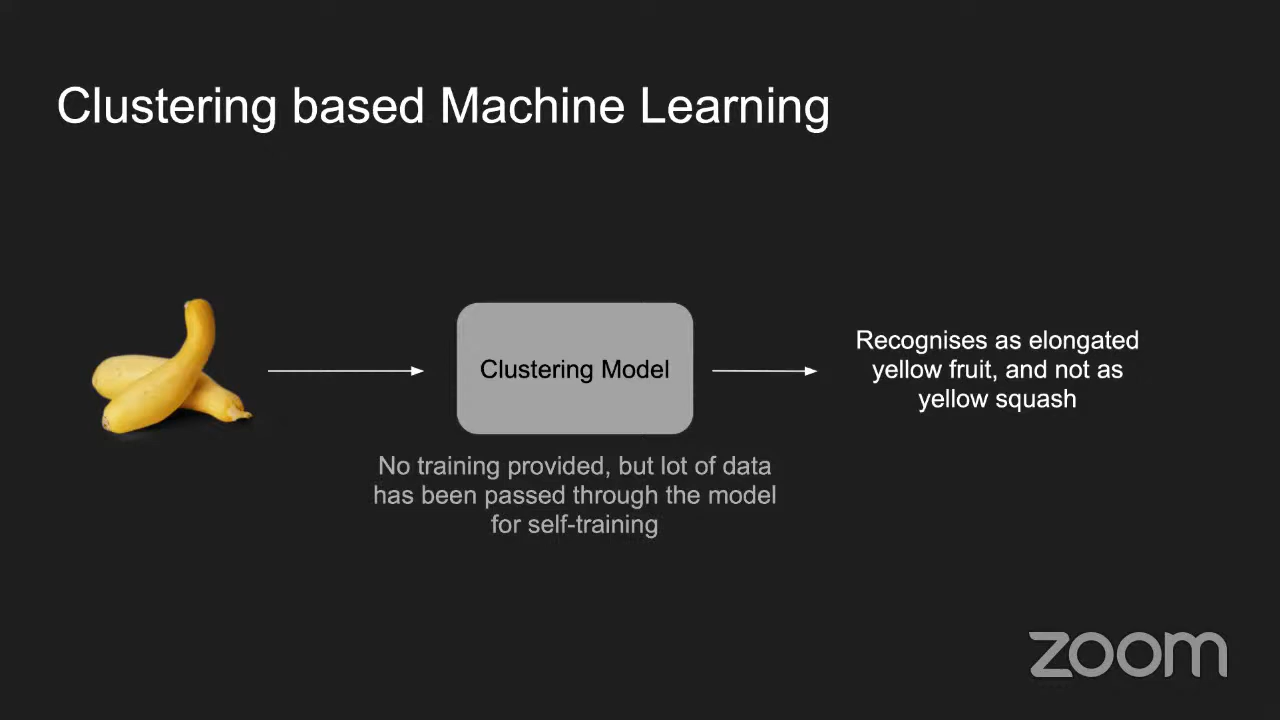 Clustering based Machine Learning
Clustering Model
Recognises as elongated
yellow fruit, and not as
yellow squash
No training provided, but lot of data
has been passed through the model
for self-training
zoom